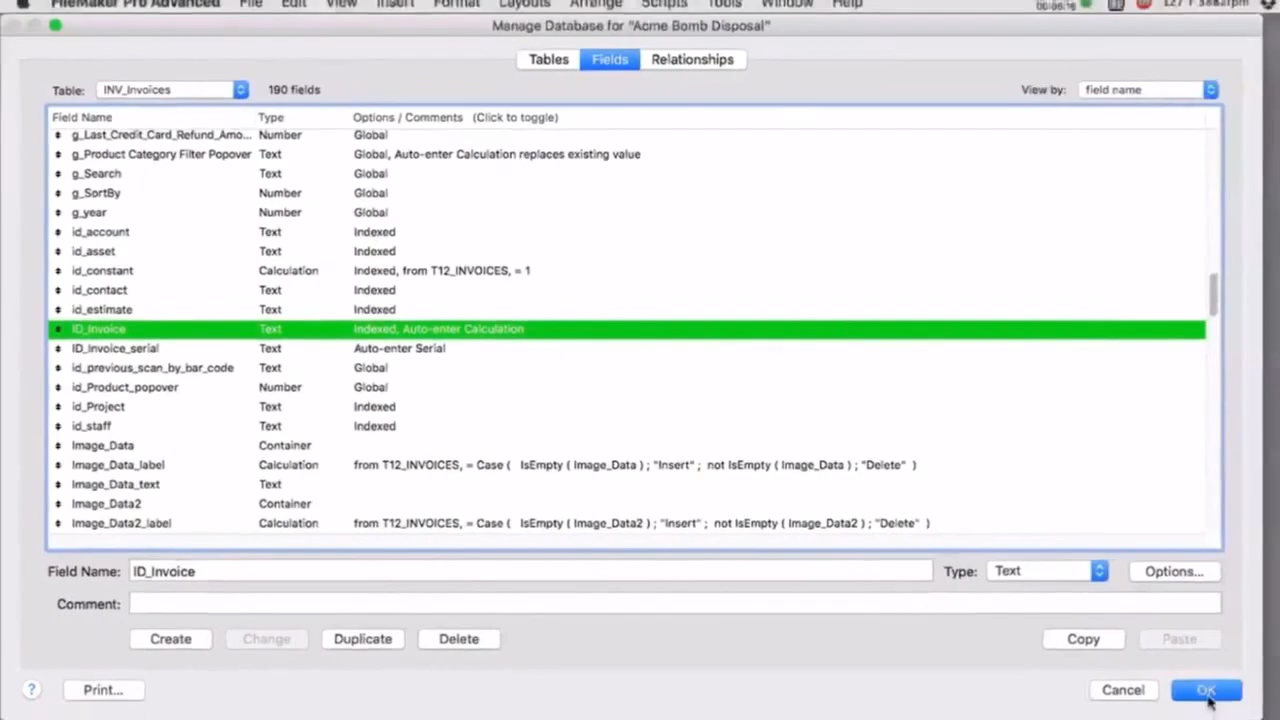 FileMaker Pro Advanced File Edit View Insert Format Layouts Arrange Scripts Tools Window Help
Manage Database for "Acme Bomb Disposal"
Tables Fields Relationships
Table: INV_Invoices 190 fields View by: field name
Field Name Type Options / Comments (Click to toggle)
g_Last_Credit_Card_Refund_Amo... Number Global
g_Product Category Filter Popover Text Global, Auto-enter Calculation replaces existing value
g_Search Text Global
g_SortBy Number Global
g_year Number Global
id_account Text Indexed
id_asset Text Indexed
id_constant Calculation Indexed, from T12_INVOICES, = 1
id_contact Text Indexed
id_estimate Text Indexed
ID_Invoice Text Indexed, Auto-enter Calculation
ID_Invoice_serial Text Auto-enter Serial
id_previous_scan_by_bar_code Text Global
id_Product_popover Number Global
id_Project Text Indexed
id_staff Text Indexed
Image_Data Container
Image_Data_label Calculation from T12_INVOICES, = Case ( IsEmpty ( Image_Data ) ; "Insert" ; not IsEmpty ( Image_Data ) ; "Delete" )
Image_Data_text Text
Image_Data2 Container
Image_Data2_label Calculation from T12_INVOICES, = Case ( IsEmpty ( Image_Data2 ) ; "Insert" ; not IsEmpty ( Image_Data2 ) ; "Delete" )
Field Name: ID_Invoice Type: Text Options...
Comment:
Create Change Duplicate Delete Copy Paste
? Print... Cancel OK